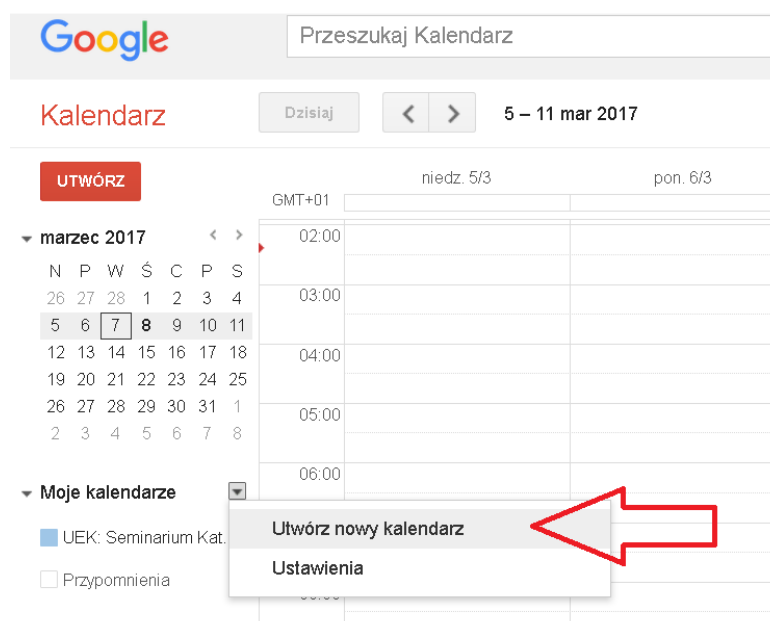 Google
Przeszukaj Kalendarz
Kalendarz
Dzisiaj
5 – 11 mar 2017
UTWÓRZ
niedz. 5/3 pon. 6/3
GMT+01
marzec 2017
N P W Ś C P S
26 27 28 1 2 3 4
5 6 7 8 9 10 11
12 13 14 15 16 17 18
19 20 21 22 23 24 25
26 27 28 29 30 31 1
2 3 4 5 6 7 8
02:00
03:00
04:00
05:00
06:00
Moje kalendarze
UEK: Seminarium Kat.
Przypomnienia
Utwórz nowy kalendarz
Ustawienia